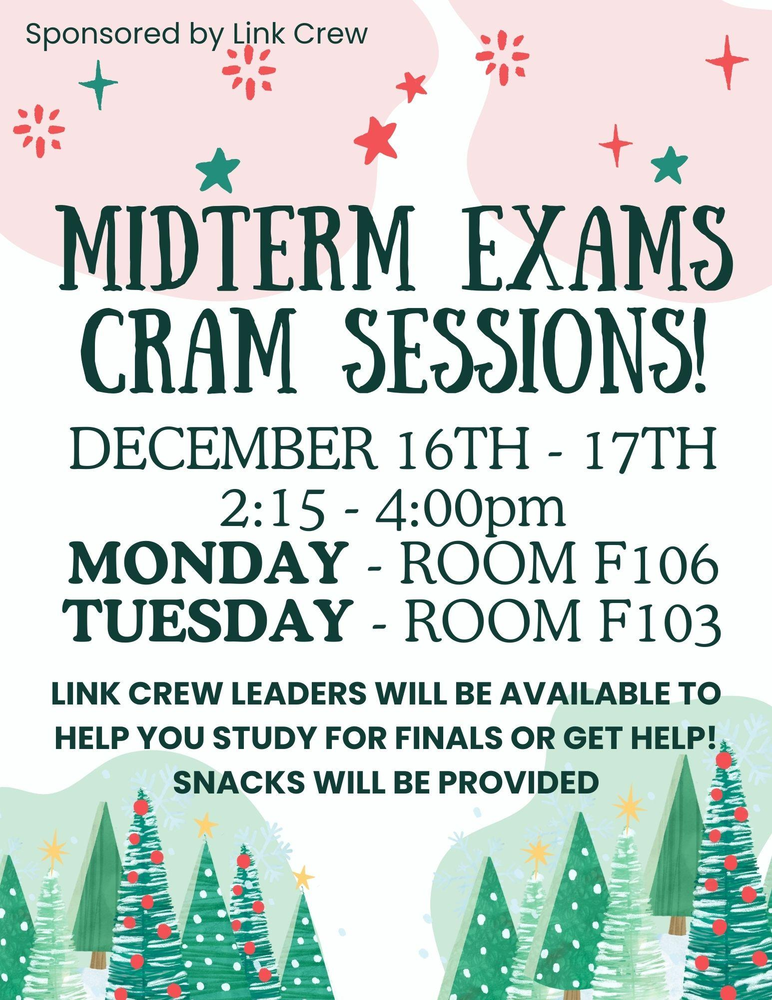 Sponsored by Link Crew
MIDTERM EXAMS
CRAM SESSIONS!
DECEMBER 16TH - 17TH
2:15 - 4:00pm
MONDAY - ROOM F106
TUESDAY - ROOM F103
LINK CREW LEADERS WILL BE AVAILABLE TO
HELP YOU STUDY FOR FINALS OR GET HELP!
SNACKS WILL BE PROVIDED